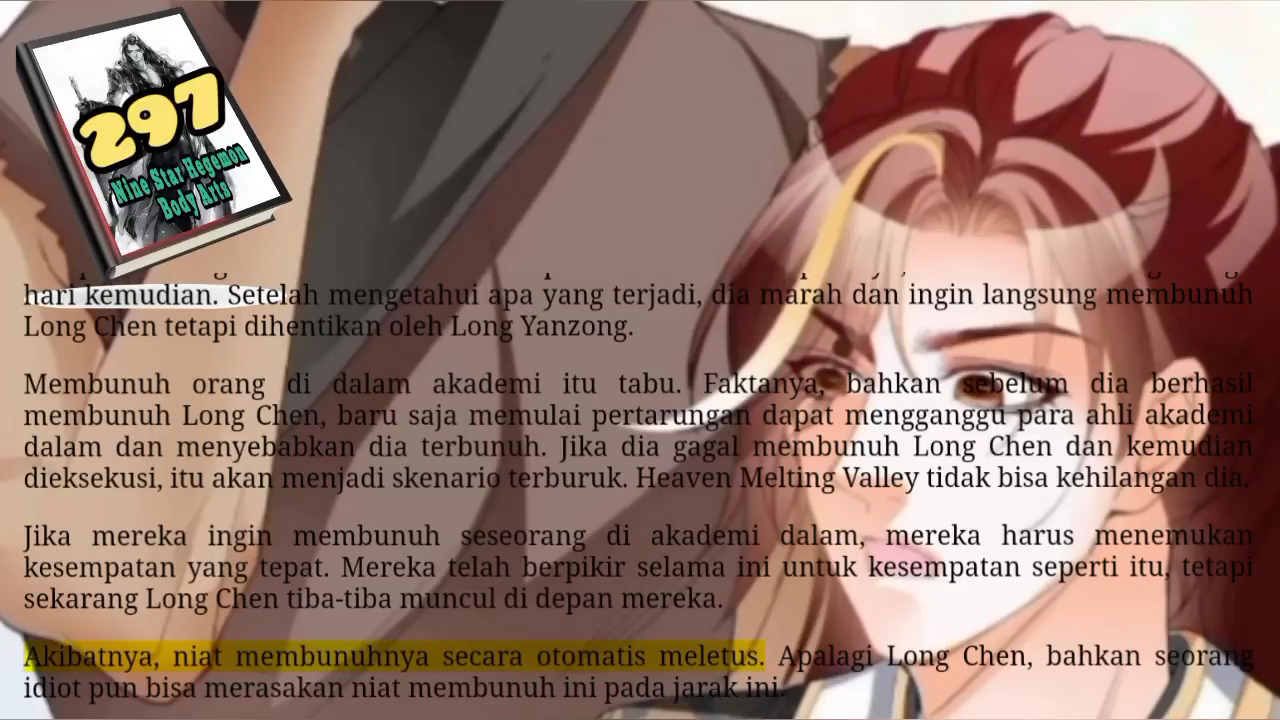 297
Nine Star Hegemon
Body Arts
hari kemudian. Setelah mengetahui apa yang terjadi, dia marah dan ingin langsung membunuh
Long Chen tetapi dihentikan oleh Long Yanzong.
Membunuh orang di dalam akademi itu tabu. Faktanya, bahkan sebelum dia berhasil
membunuh Long Chen, baru saja memulai pertarungan dapat mengganggu para ahli akademi
dalam dan menyebabkan dia terbunuh. Jika dia gagal membunuh Long Chen dan kemudian
dieksekusi, itu akan menjadi skenario terburuk. Heaven Melting Valley tidak bisa kehilangan dia.
Jika mereka ingin membunuh seseorang di akademi dalam, mereka harus menemukan
kesempatan yang tepat. Mereka telah berpikir selama ini untuk kesempatan seperti itu, tetapi
sekarang Long Chen tiba-tiba muncul di depan mereka.
Akibatnya, niat membunuhnya secara otomatis meletus. Apalagi Long Chen, bahkan seorang
idiot pun bisa merasakan niat membunuh ini pada jarak ini.